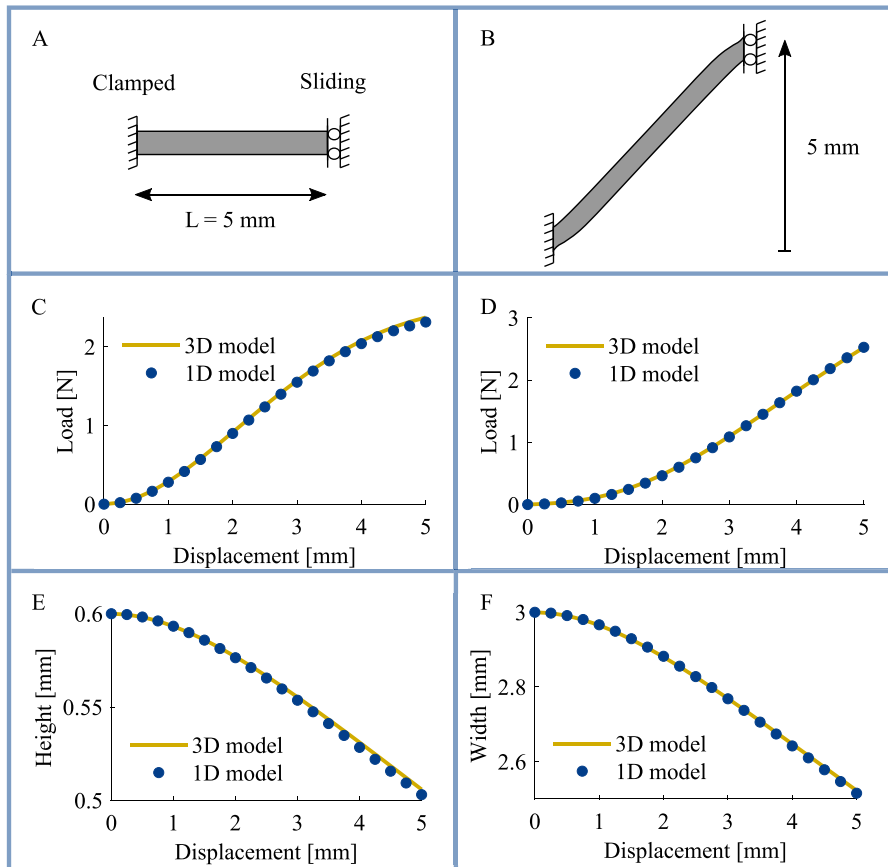 A
Clamped
Sliding
L = 5 mm
B
5 mm
C
Load [N]
2
1
0
3D model
1D model
0 1 2 3 4 5
Displacement [mm]
D
Load [N]
3
2
1
0
3D model
1D model
0 1 2 3 4 5
Displacement [mm]
E
Height [mm]
0.6
0.55
0.5
3D model
1D model
0 1 2 3 4 5
Displacement [mm]
F
Width [mm]
3
2.8
2.6
3D model
1D model
0 1 2 3 4 5
Displacement [mm]